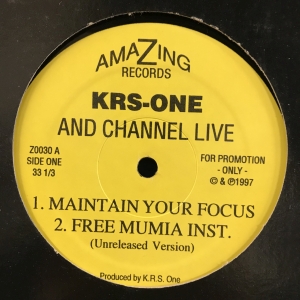 AMAZING
RECORDS
KRS-ONE
AND CHANNEL LIVE
Z0030 A
SIDE ONE
33 1/3
FOR PROMOTION
- ONLY -
© & ℗1997
1. MAINTAIN YOUR FOCUS
2. FREE MUMIA INST.
(Unreleased Version)
Produced by K.R.S. One